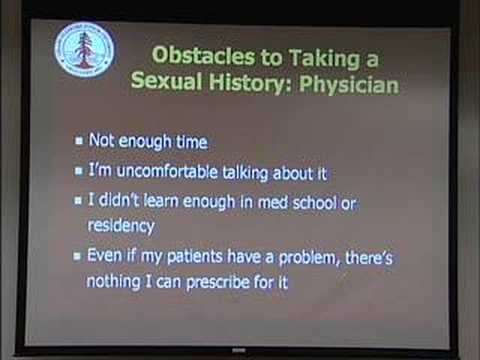 Obstacles to Taking a
Sexual History: Physician
Not enough time
I'm uncomfortable talking about it
I didn't learn enough in med school or
residency
Even if my patients have a problem, there's
nothing I can prescribe for it